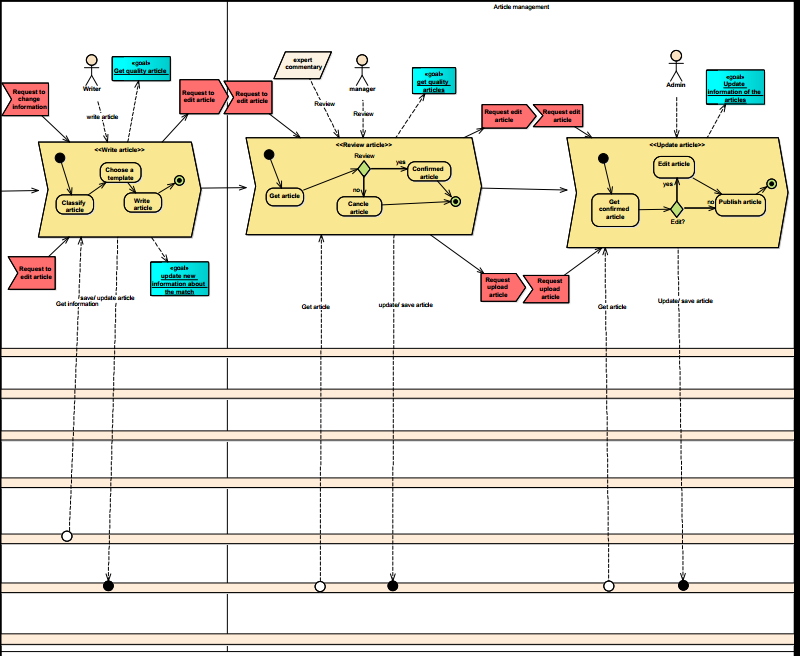 Article management
Request to
change
information
Writer
«goal»
Get quality article
write article
Request to
edit article
Request to
edit article
expert
commentary
Review
manager
Review
«goal»
get quality
articles
Request edit
article
Request edit
article
Admin
«goal»
Update
information of the
articles
<<Write article>>
Choose a
template
Classify
article
Write
article
<<Review article>>
Review
yes
Confirmed
article
Get article
no
Cancle
article
<<Update article>>
Edit article
yes
Get
confirmed
article
no
Publish article
Edit?
Request to
edit article
«goal»
update new
information about
the match
Request
upload
article
Request
upload
article
save/ update article
Get information
Get article
update/ save article
Get article
Update/ save article